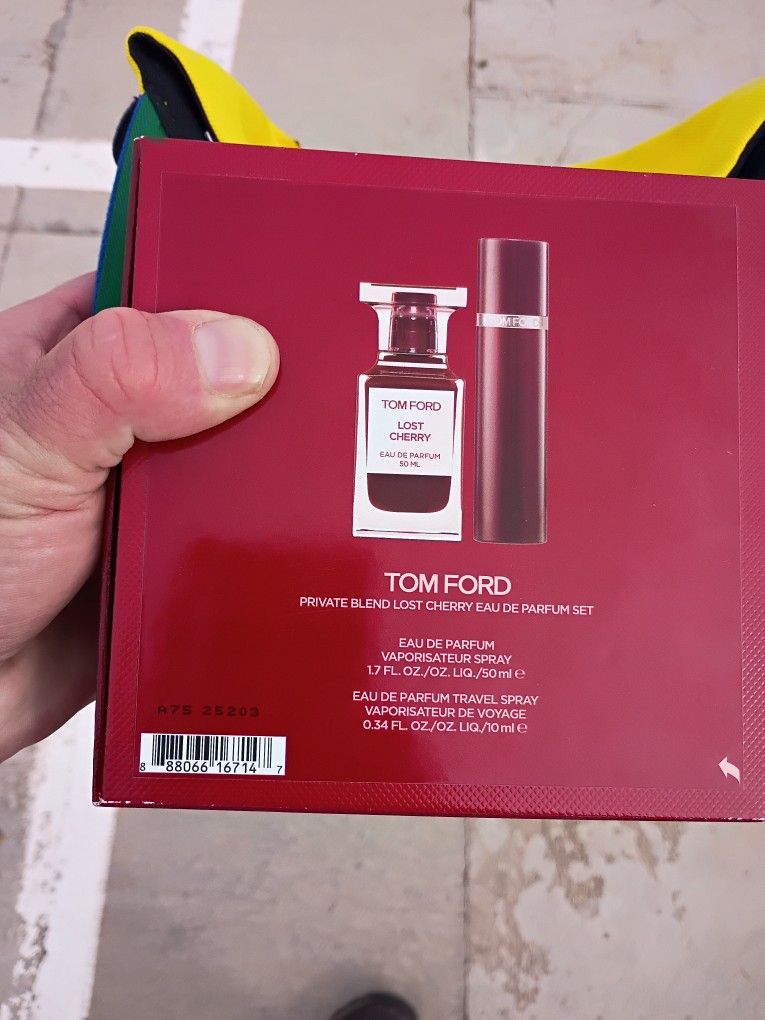 TOM FORD
TOM FORD
LOST
CHERRY
EAU DE PARFUM
50 ML
TOM FORD
PRIVATE BLEND LOST CHERRY EAU DE PARFUM SET
EAU DE PARFUM
VAPORISATEUR SPRAY
1.7 FL. OZ./OZ. LIQ./50 ml ℮
EAU DE PARFUM TRAVEL SPRAY
VAPORISATEUR DE VOYAGE
0.34 FL. OZ./OZ. LIQ./10 ml ℮
A75 25203
8 88066 16714 7